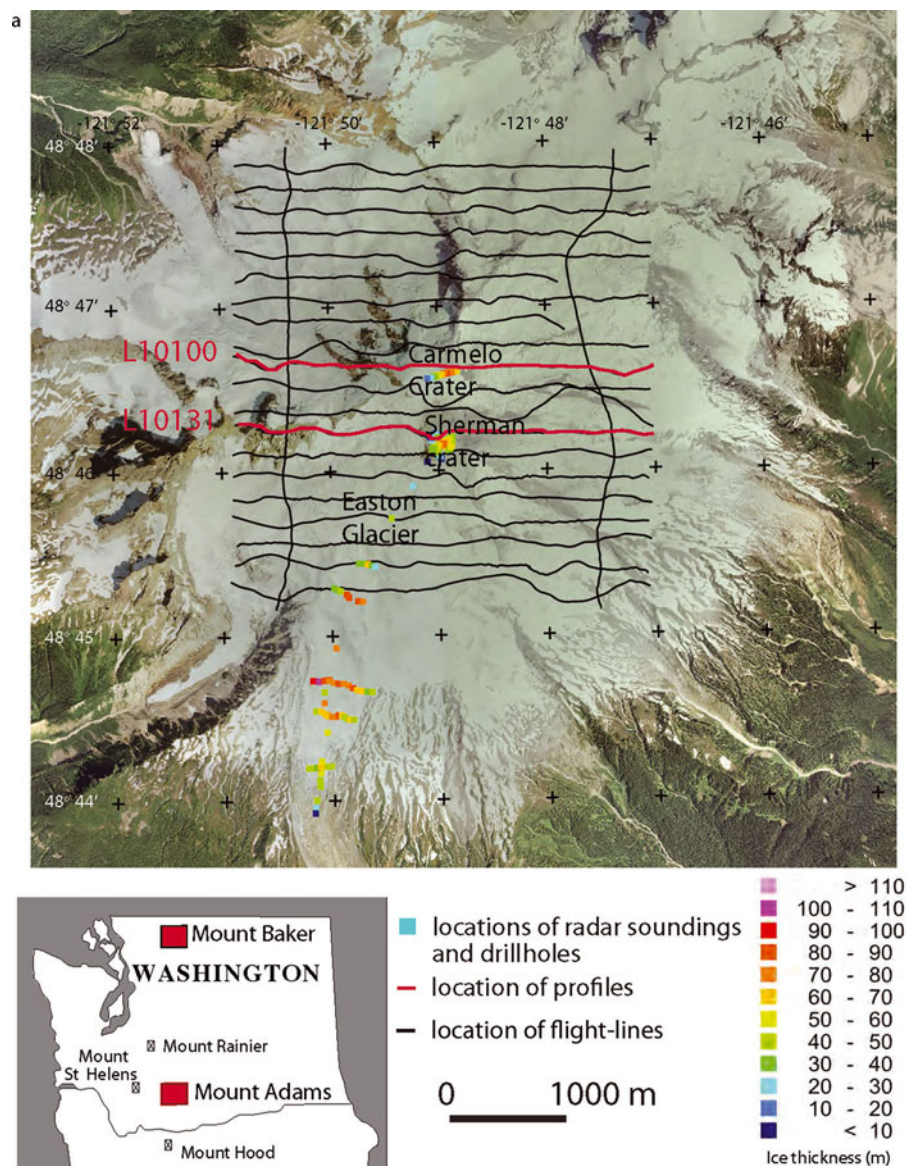 a
-121° 52’
-121° 50’
-121° 48’
-121° 46’
48° 48’
48° 47’
L10100
Carmelo
Crater
L10131
Sherman
Crater
48° 46’
Easton
Glacier
48° 45’
48° 44’
Mount Baker
WASHINGTON
Mount Rainier
Mount
St Helens
Mount Adams
Mount Hood
locations of radar soundings
and drillholes
location of profiles
location of flight-lines
0 1000 m
> 110
100 - 110
90 - 100
80 - 90
70 - 80
60 - 70
50 - 60
40 - 50
30 - 40
20 - 30
10 - 20
< 10
Ice thickness (m)